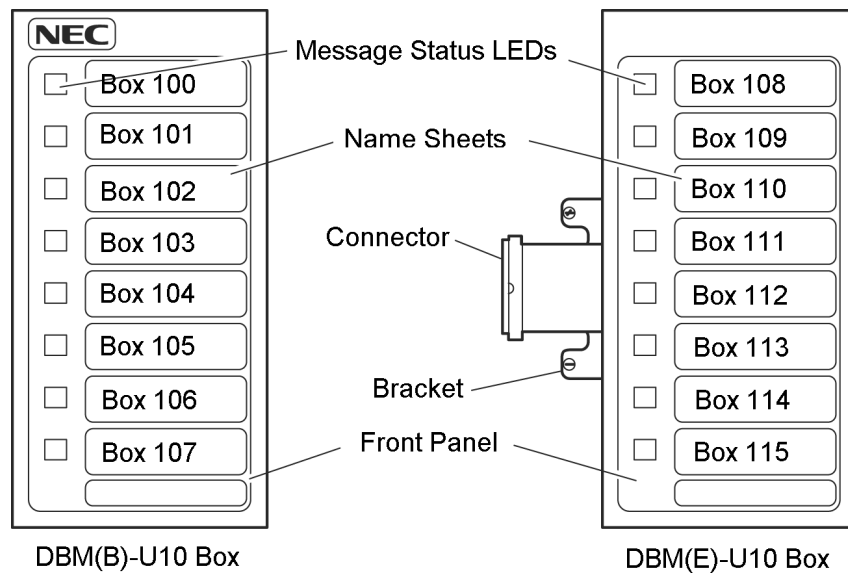 NEC
Message Status LEDs
Box 100
Box 108
Box 101
Box 109
Name Sheets
Box 102
Box 110
Box 103
Box 111
Connector
Box 104
Box 112
Box 105
Box 113
Bracket
Box 106
Box 114
Front Panel
Box 107
Box 115
DBM(B)-U10 Box
DBM(E)-U10 Box